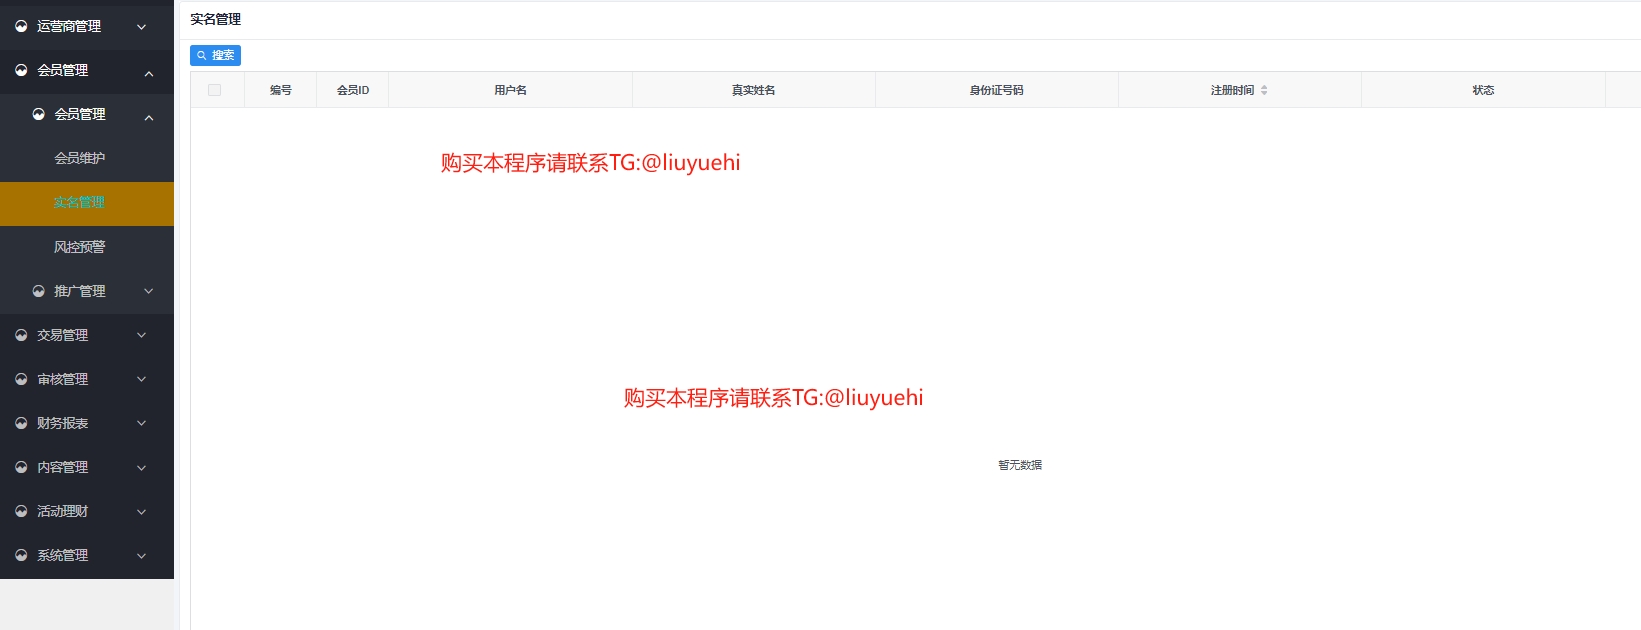 运营商管理
会员管理
会员管理
会员维护
实名管理
风控预警
推广管理
交易管理
审核管理
财务报表
内容管理
活动理财
系统管理
实名管理
搜索
编号 会员ID 用户名 真实姓名 身份证号码 注册时间 状态
购买本程序请联系TG:@liuyuehi
购买本程序请联系TG:@liuyuehi
暂无数据